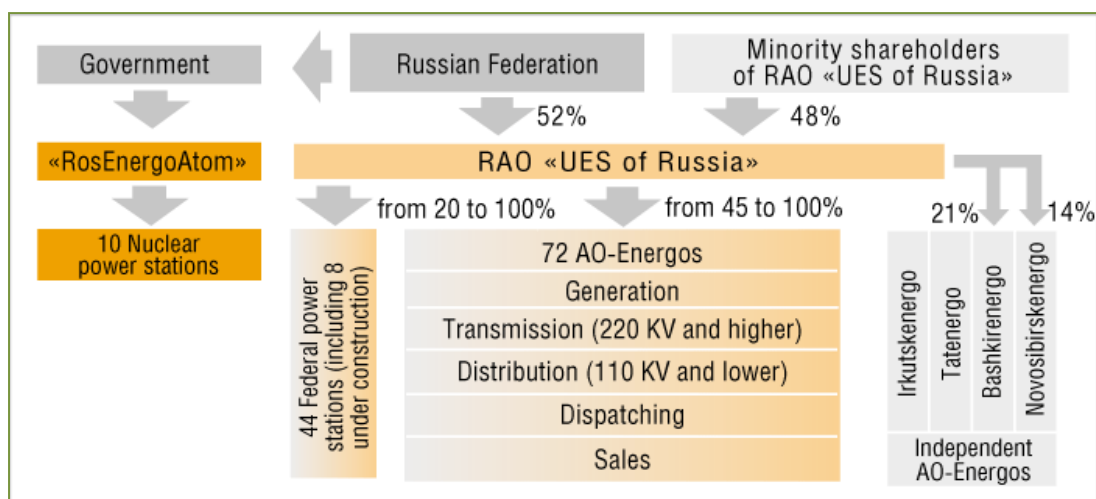 Government
Russian Federation
Minority shareholders
of RAO «UES of Russia»
52%
48%
«RosEnergoAtom»
RAO «UES of Russia»
from 20 to 100%
from 45 to 100%
21%
14%
10 Nuclear
power stations
44 Federal power
stations (including 8
under construction)
72 AO-Energos
Generation
Transmission (220 KV and higher)
Distribution (110 KV and lower)
Dispatching
Sales
Irkutskenergo
Tatenergo
Bashkirenergo
Novosibirskenergo
Independent
AO-Energos